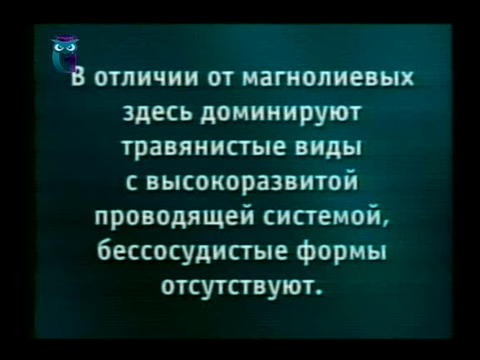 В отличии от магнолиевых
здесь доминируют
травянистые виды
с высокоразвитой
проводящей системой,
бессосудистые формы
отсутствуют.